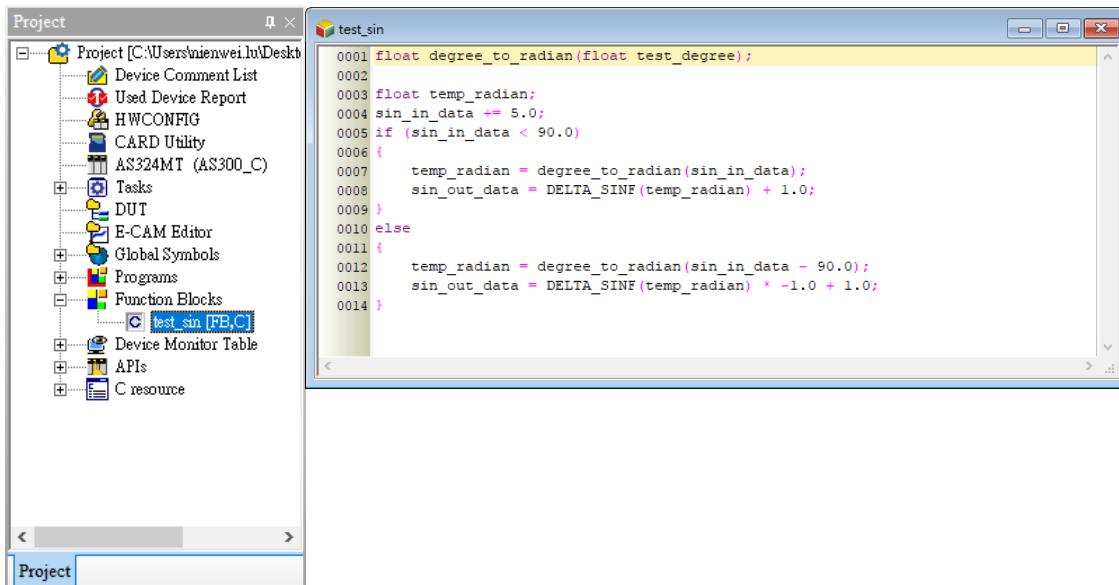 Project
Project [C:\Users\nienwei.lu\Deskto
Device Comment List
Used Device Report
HWCONFIG
CARD Utility
AS324MT (AS300_C)
Tasks
DUT
E-CAM Editor
Global Symbols
Programs
Function Blocks
C test_sin [FB,C]
Device Monitor Table
APIs
C resource
Project
test_sin
0001 float degree_to_radian(float test_degree);
0002
0003 float temp_radian;
0004 sin_in_data += 5.0;
0005 if (sin_in_data < 90.0)
0006 {
0007     temp_radian = degree_to_radian(sin_in_data);
0008     sin_out_data = DELTA_SINF(temp_radian) + 1.0;
0009 }
0010 else
0011 {
0012     temp_radian = degree_to_radian(sin_in_data - 90.0);
0013     sin_out_data = DELTA_SINF(temp_radian) * -1.0 + 1.0;
0014 }